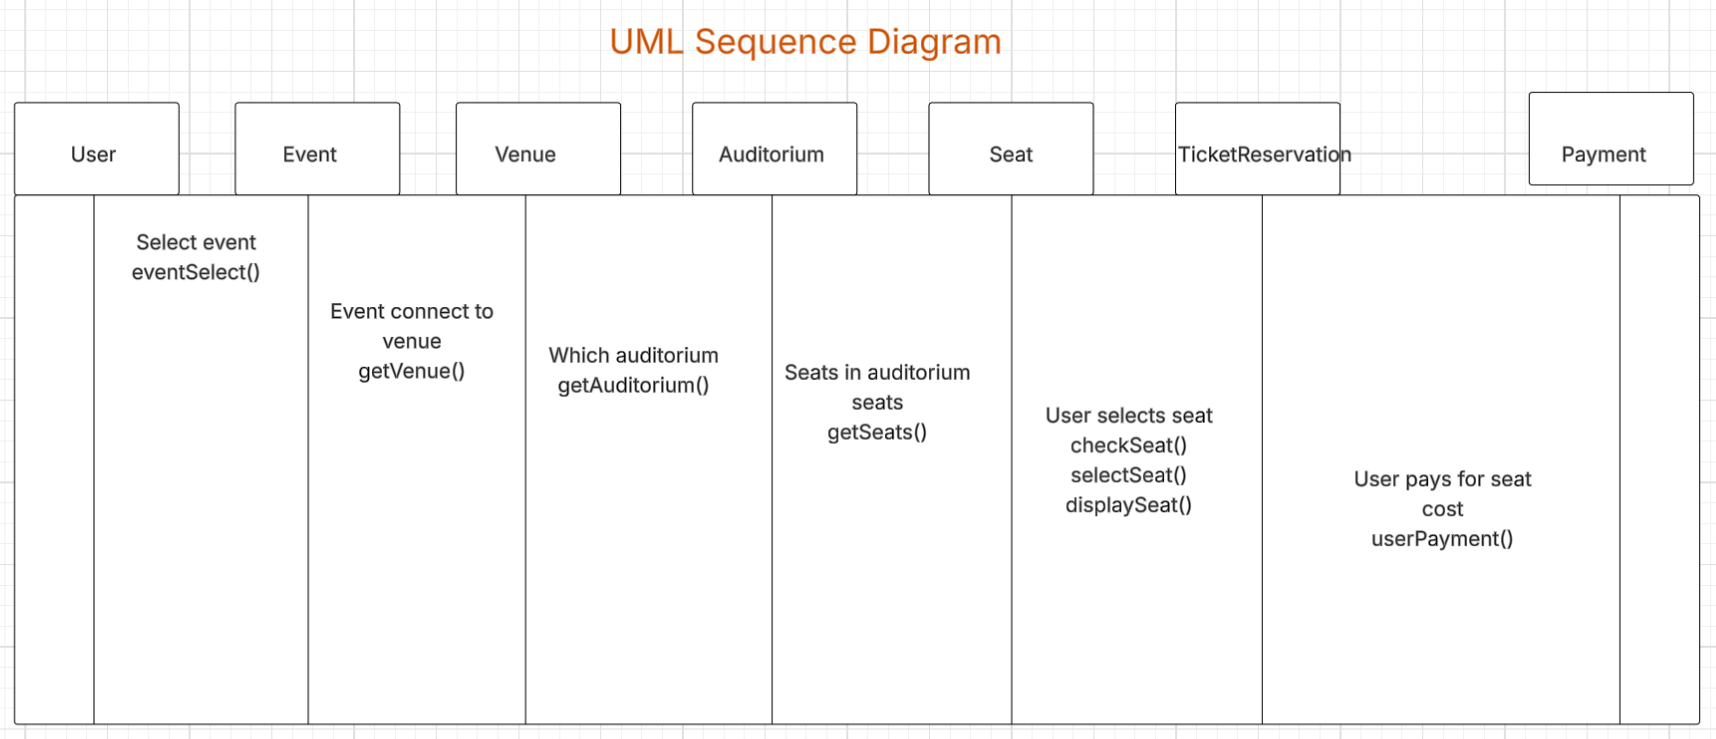 UML Sequence Diagram
User
Event
Venue
Auditorium
Seat
TicketReservation
Payment
Select event
eventSelect()
Event connect to
venue
getVenue()
Which auditorium
getAuditorium()
Seats in auditorium
seats
getSeats()
User selects seat
checkSeat()
selectSeat()
displaySeat()
User pays for seat
cost
userPayment()